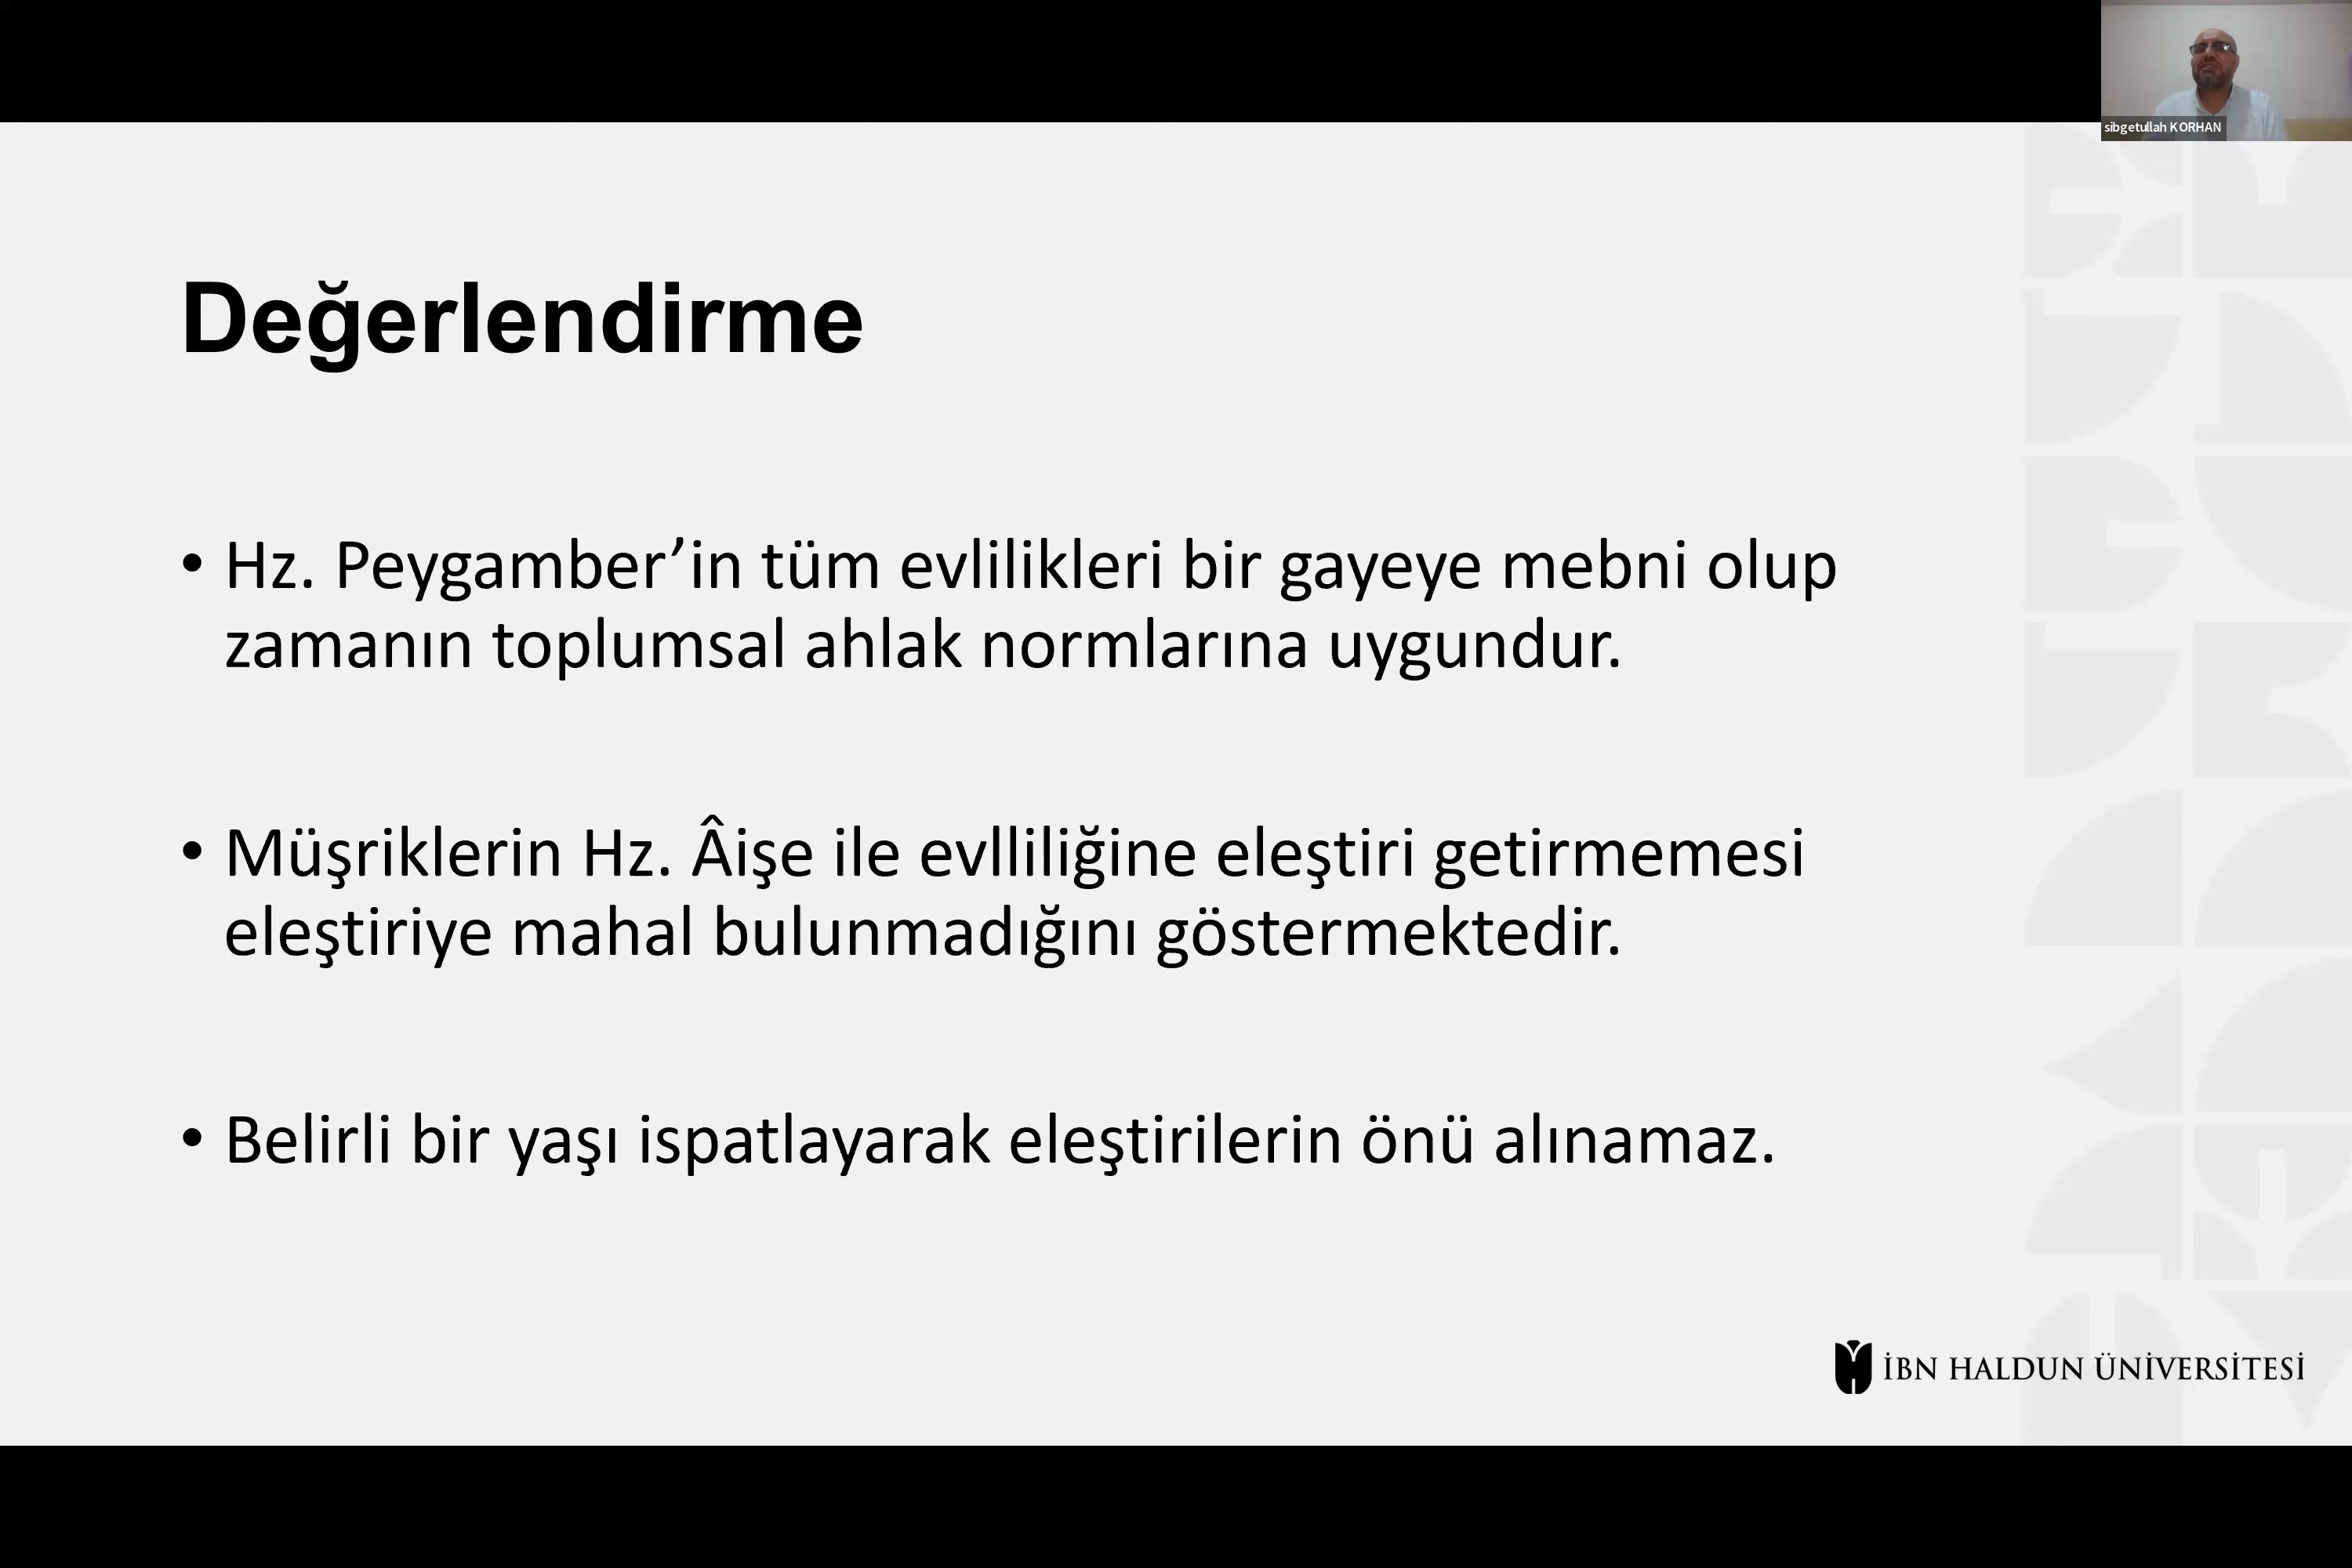 sibgetullah KORHAN
Değerlendirme
• Hz. Peygamber’in tüm evlilikleri bir gayeye mebni olup
zamanın toplumsal ahlak normlarına uygundur.
• Müşriklerin Hz. Âişe ile evlliliğine eleştiri getirmemesi
eleştiriye mahal bulunmadığını göstermektedir.
• Belirli bir yaşı ispatlayarak eleştirilerin önü alınamaz.
İBN HALDUN ÜNİVERSİTESİ